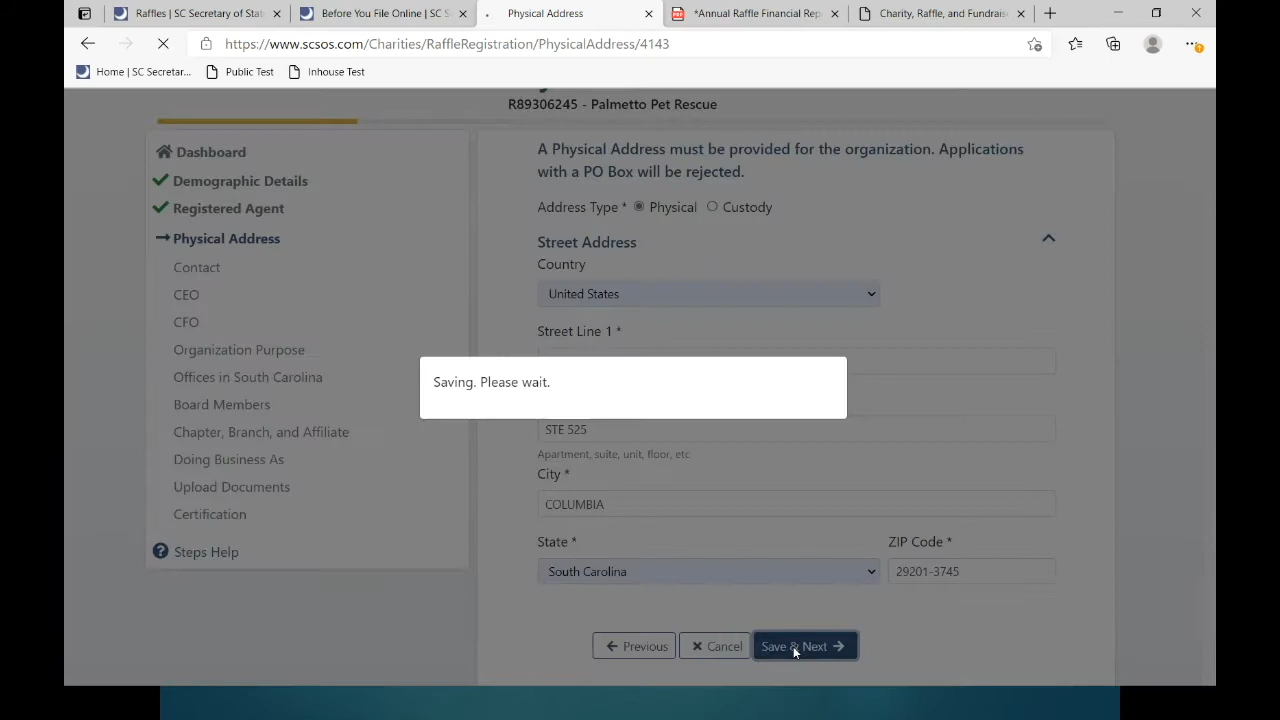 Raffles | SC Secretary of Stat
Before You File Online | SC S
Physical Address
*Annual Raffle Financial Rep
Charity, Raffle, and Fundrais
https://www.scsos.com/Charities/RaffleRegistration/PhysicalAddress/4143
Home | SC Secretar...
Public Test
Inhouse Test
R89306245 - Palmetto Pet Rescue
Dashboard
Demographic Details
Registered Agent
Physical Address
Contact
CEO
CFO
Organization Purpose
Offices in South Carolina
Board Members
Chapter, Branch, and Affiliate
Doing Business As
Upload Documents
Certification
Steps Help
A Physical Address must be provided for the organization. Applications
with a PO Box will be rejected.
Address Type * Physical Custody
Street Address
Country
United States
Street Line 1 *
Saving. Please wait.
STE 525
Apartment, suite, unit, floor, etc
City *
COLUMBIA
State * ZIP Code *
South Carolina 29201-3745
Previous Cancel Save & Next